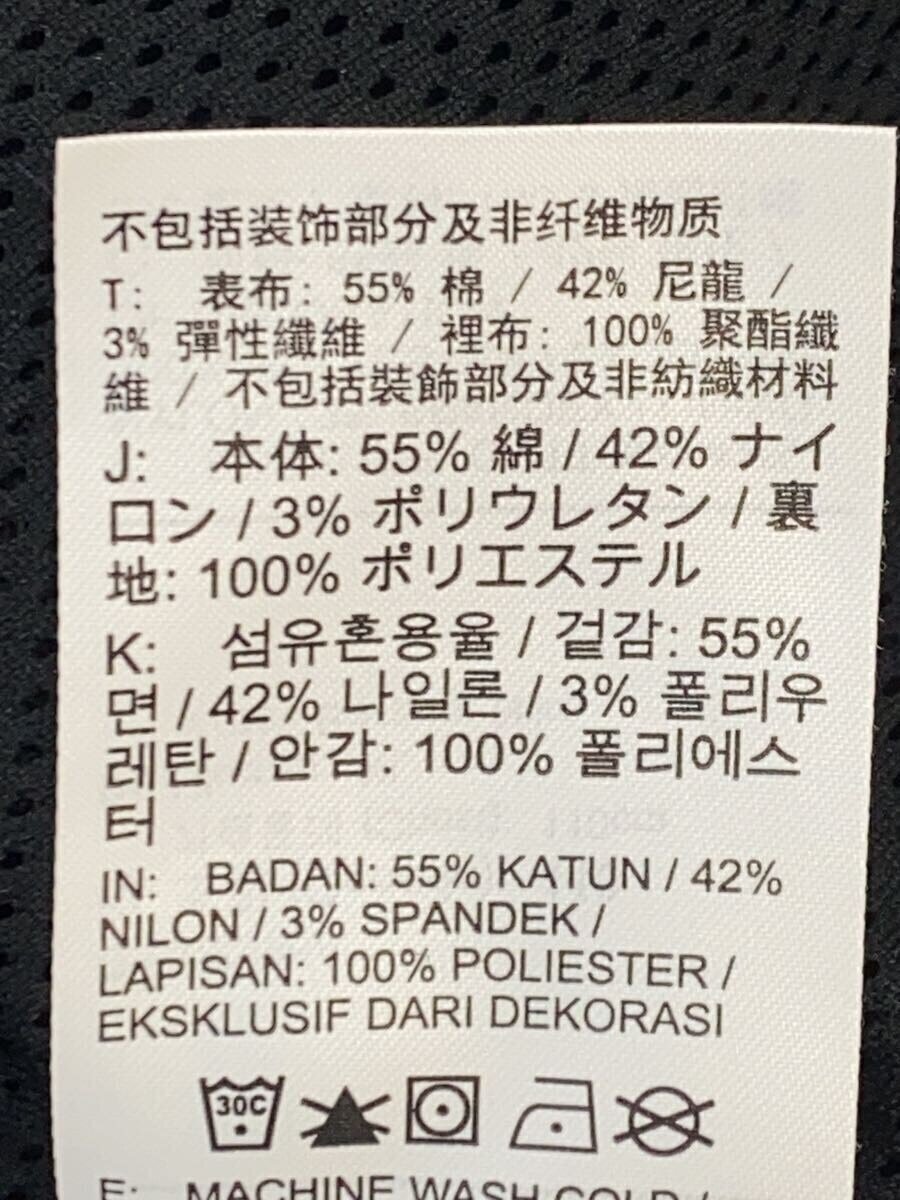 不包括装饰部分及非纤维物质
T: 表布: 55% 棉 / 42% 尼龍 /
3% 彈性纖維 / 裡布: 100% 聚酯纖
維 / 不包括裝飾部分及非紡織材料
J: 本体: 55% 綿 / 42% ナイ
ロン / 3% ポリウレタン / 裏
地: 100% ポリエステル
K: 섬유혼용율 / 겉감: 55%
면 / 42% 나일론 / 3% 폴리우
레탄 / 안감: 100% 폴리에스
터
IN: BADAN: 55% KATUN / 42%
NILON / 3% SPANDEK /
LAPISAN: 100% POLIESTER /
EKSKLUSIF DARI DEKORASI
30C
E: MACHINE WASH COLD /